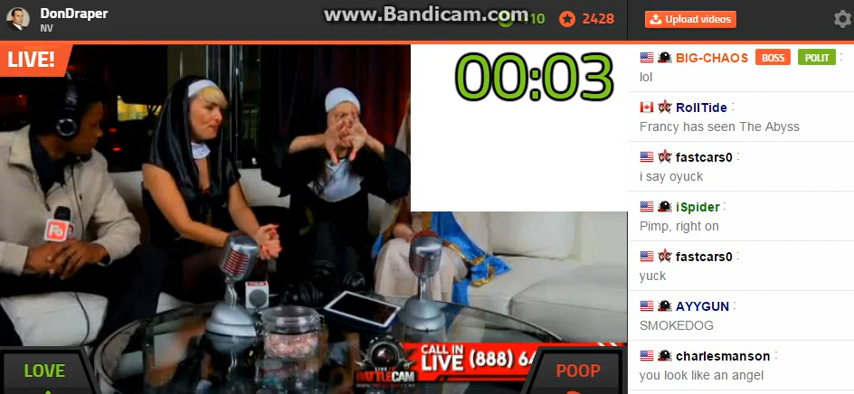 DonDraper
NV
www.Bandicam.com
2428
Upload videos
LIVE!
00:03
BIG-CHAOS BOSS POLIT :
lol
RollTide :
Francy has seen The Abyss
fastcars0 :
i say oyuck
iSpider :
Pimp, right on
fastcars0 :
yuck
AYYGUN :
SMOKEDOG
charlesmanson :
you look like an angel
LOVE
LIVE
BATTLECAM
CALL IN
LIVE (888)
POOP